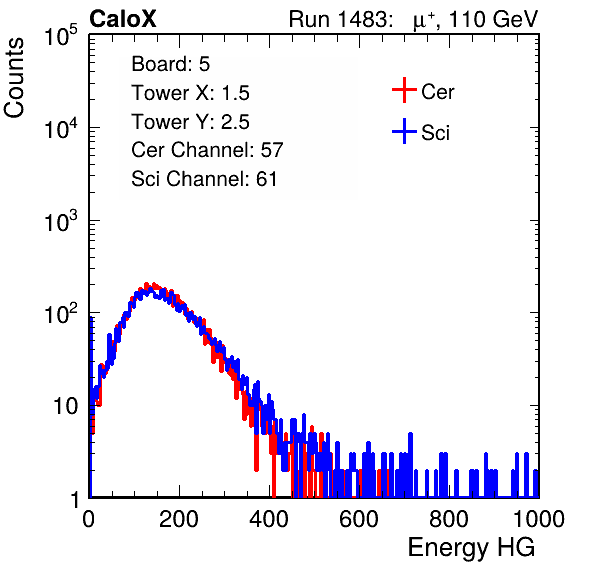 CaloX Run 1483: μ⁺, 110 GeV
Counts
10⁵
10⁴
10³
10²
10
1
Board: 5
Tower X: 1.5
Tower Y: 2.5
Cer Channel: 57
Sci Channel: 61
Cer
Sci
0 200 400 600 800 1000
Energy HG